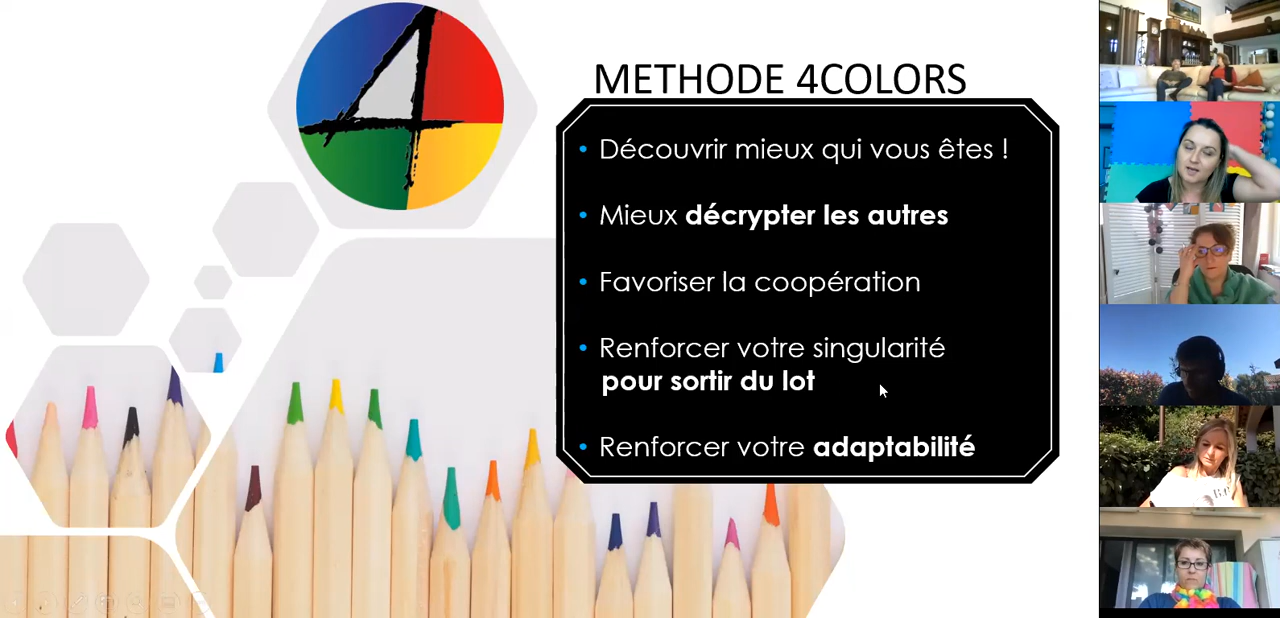 METHODE 4COLORS
• Découvrir mieux qui vous êtes !
• Mieux décrypter les autres
• Favoriser la coopération
• Renforcer votre singularité
pour sortir du lot
• Renforcer votre adaptabilité